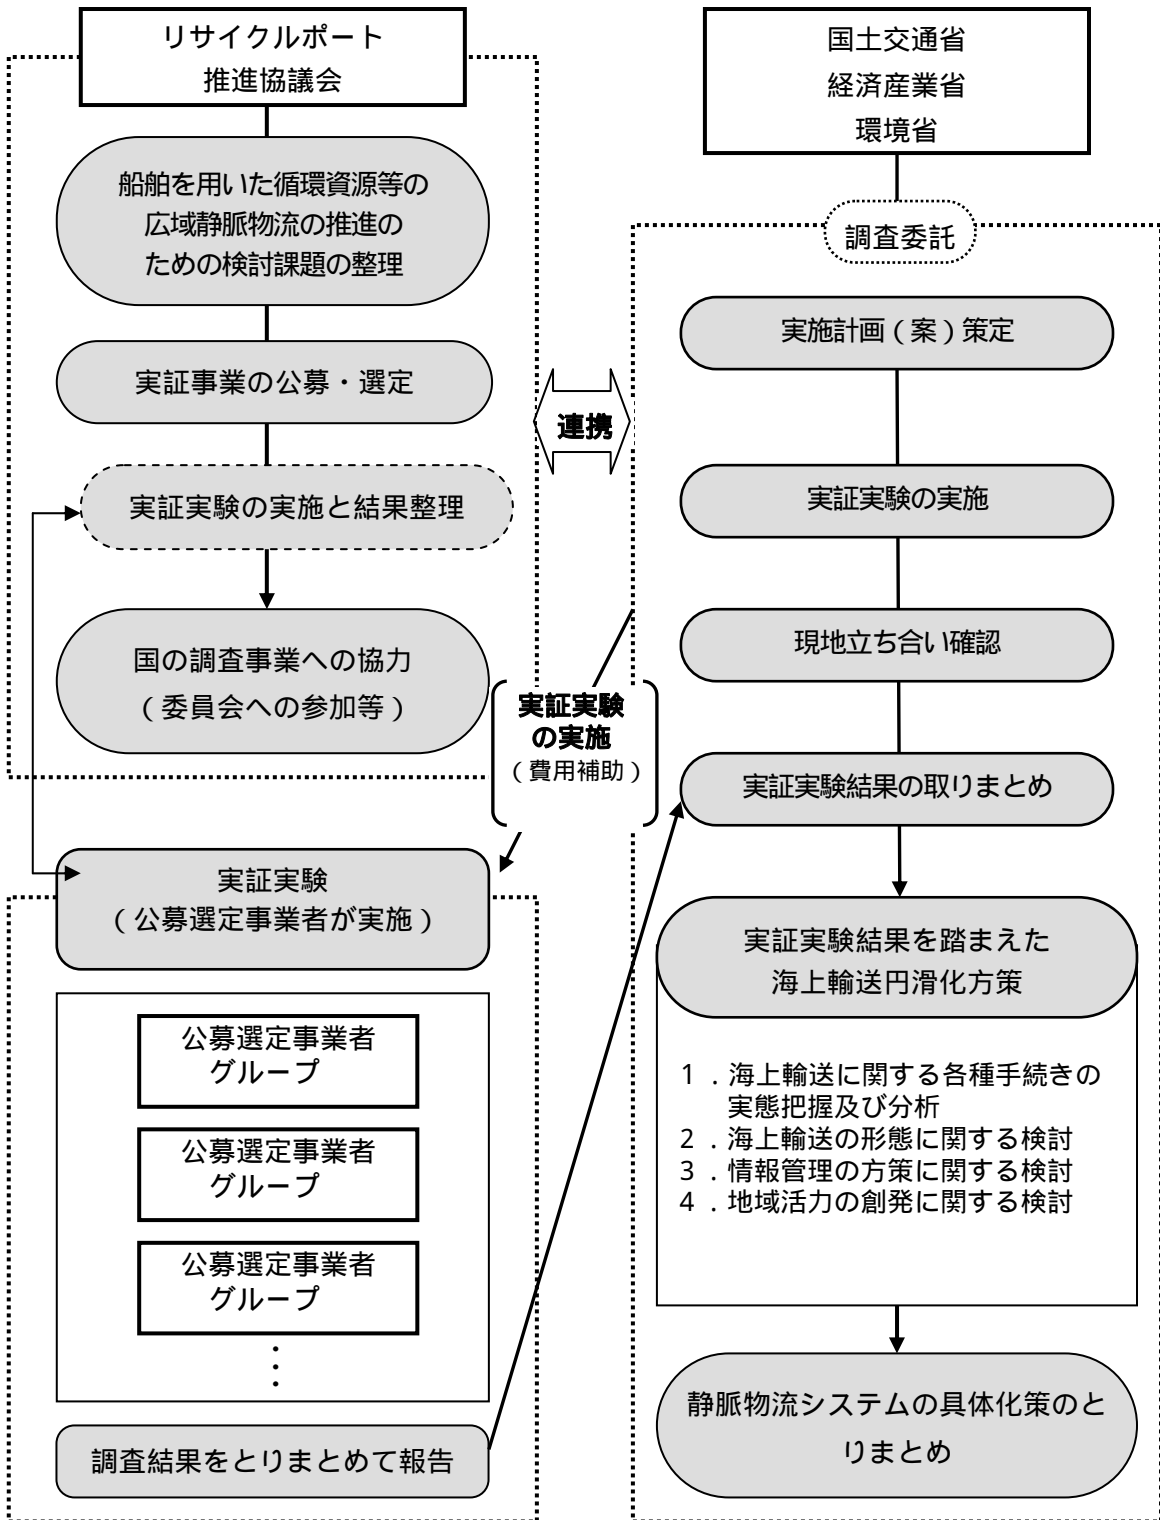 リサイクルポート
推進協議会
船舶を用いた循環資源等の
広域静脈物流の推進の
ための検討課題の整理
実証事業の公募・選定
実証実験の実施と結果整理
国の調査事業への協力
（委員会への参加等）
連携
実証実験
の実施
（費用補助）
実証実験
（公募選定事業者が実施）
公募選定事業者
グループ
公募選定事業者
グループ
公募選定事業者
グループ
⋮
調査結果をとりまとめて報告
国土交通省
経済産業省
環境省
調査委託
実施計画（案）策定
実証実験の実施
現地立ち合い確認
実証実験結果の取りまとめ
実証実験結果を踏まえた
海上輸送円滑化方策
1．海上輸送に関する各種手続きの
実態把握及び分析
2．海上輸送の形態に関する検討
3．情報管理の方策に関する検討
4．地域活力の創発に関する検討
静脈物流システムの具体化策のと
りまとめ